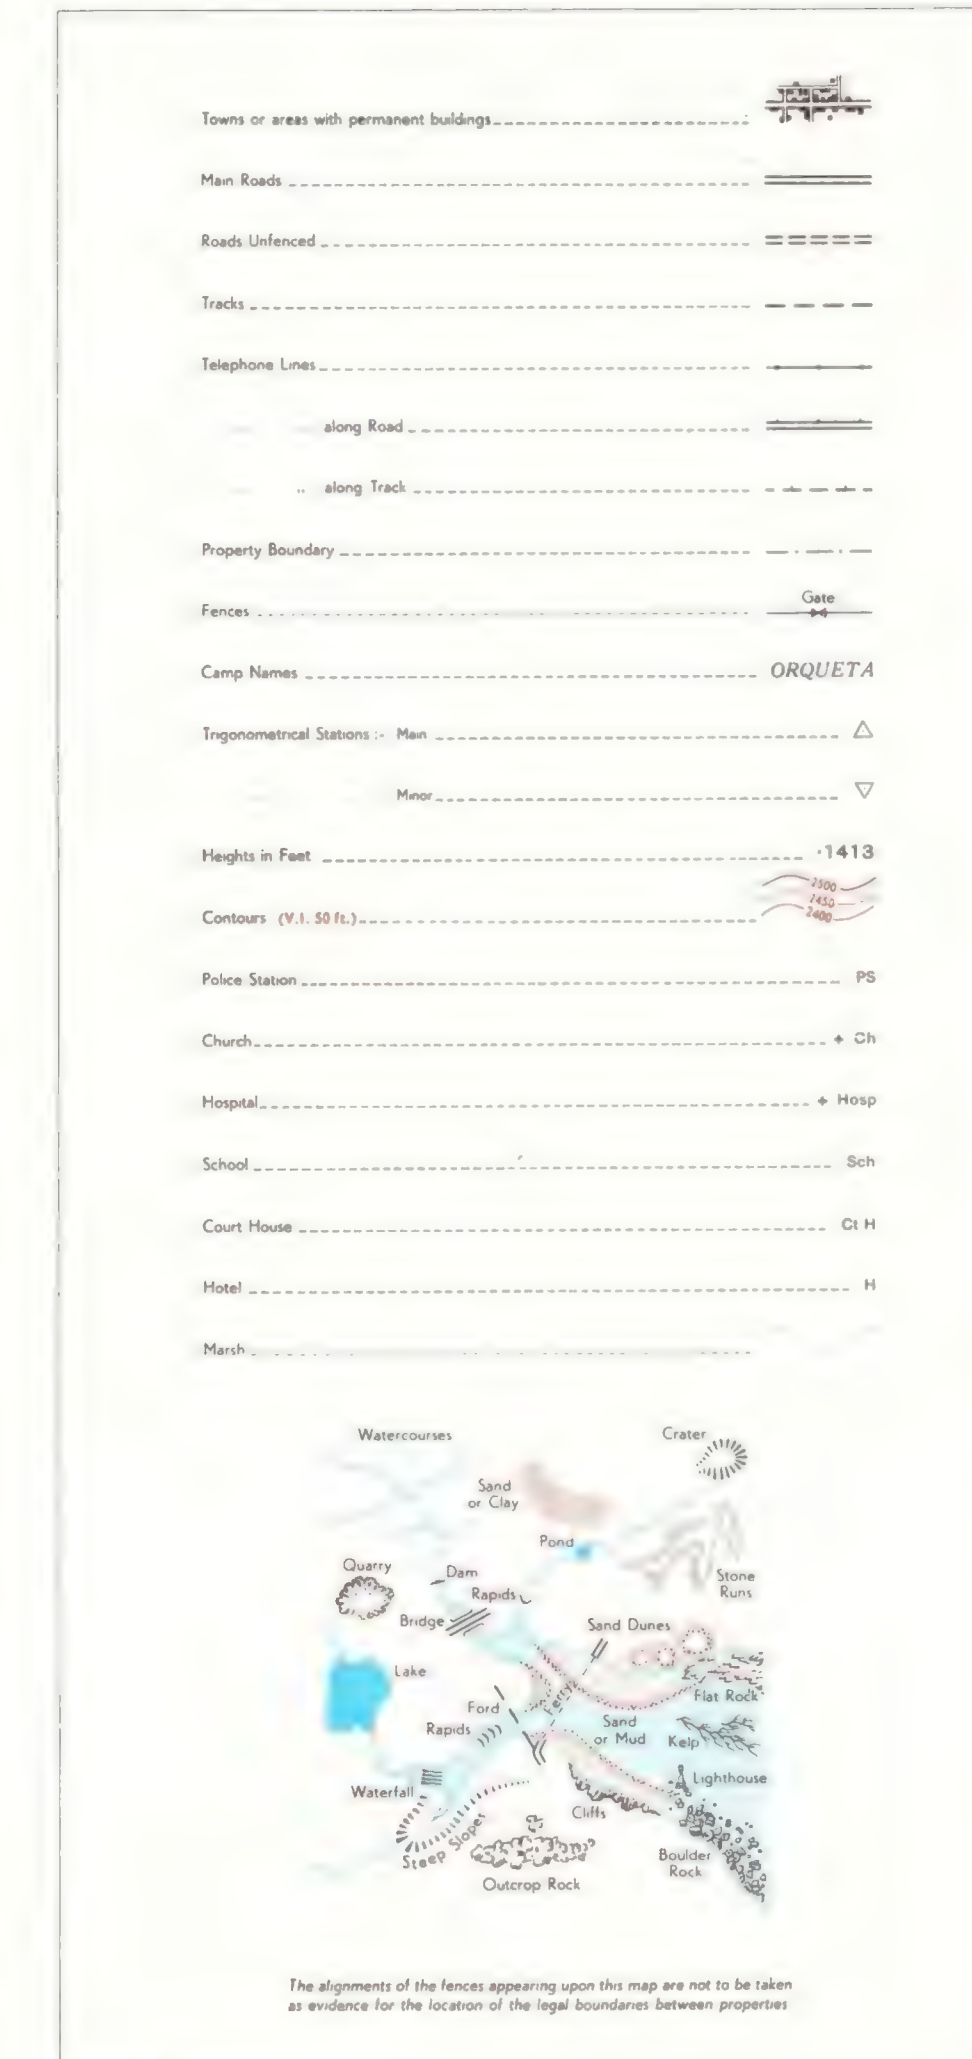 Towns or areas with permanent buildings
Main Roads
Roads Unfenced
Tracks
Telephone Lines
along Road
.. along Track
Property Boundary
Gate
Fences
Camp Names ORQUETA
Trigonometrical Stations :- Main
Minor
Heights in Feet ·1413
Contours (V.I. 50 ft.)
2500
2450
2400
Police Station PS
Church + Ch
Hospital + Hosp
School Sch
Court House Ct H
Hotel H
Marsh
Watercourses
Crater
Sand
or Clay
Pond
Quarry
Dam
Stone
Runs
Rapids
Bridge
Sand Dunes
Lake
Flat Rock
Ferry
Ford
Sand
or Mud
Rapids
Kelp
Lighthouse
Waterfall
Cliffs
Steep Slopes
Boulder
Rock
Outcrop Rock
The alignments of the fences appearing upon this map are not to be taken
as evidence for the location of the legal boundaries between properties